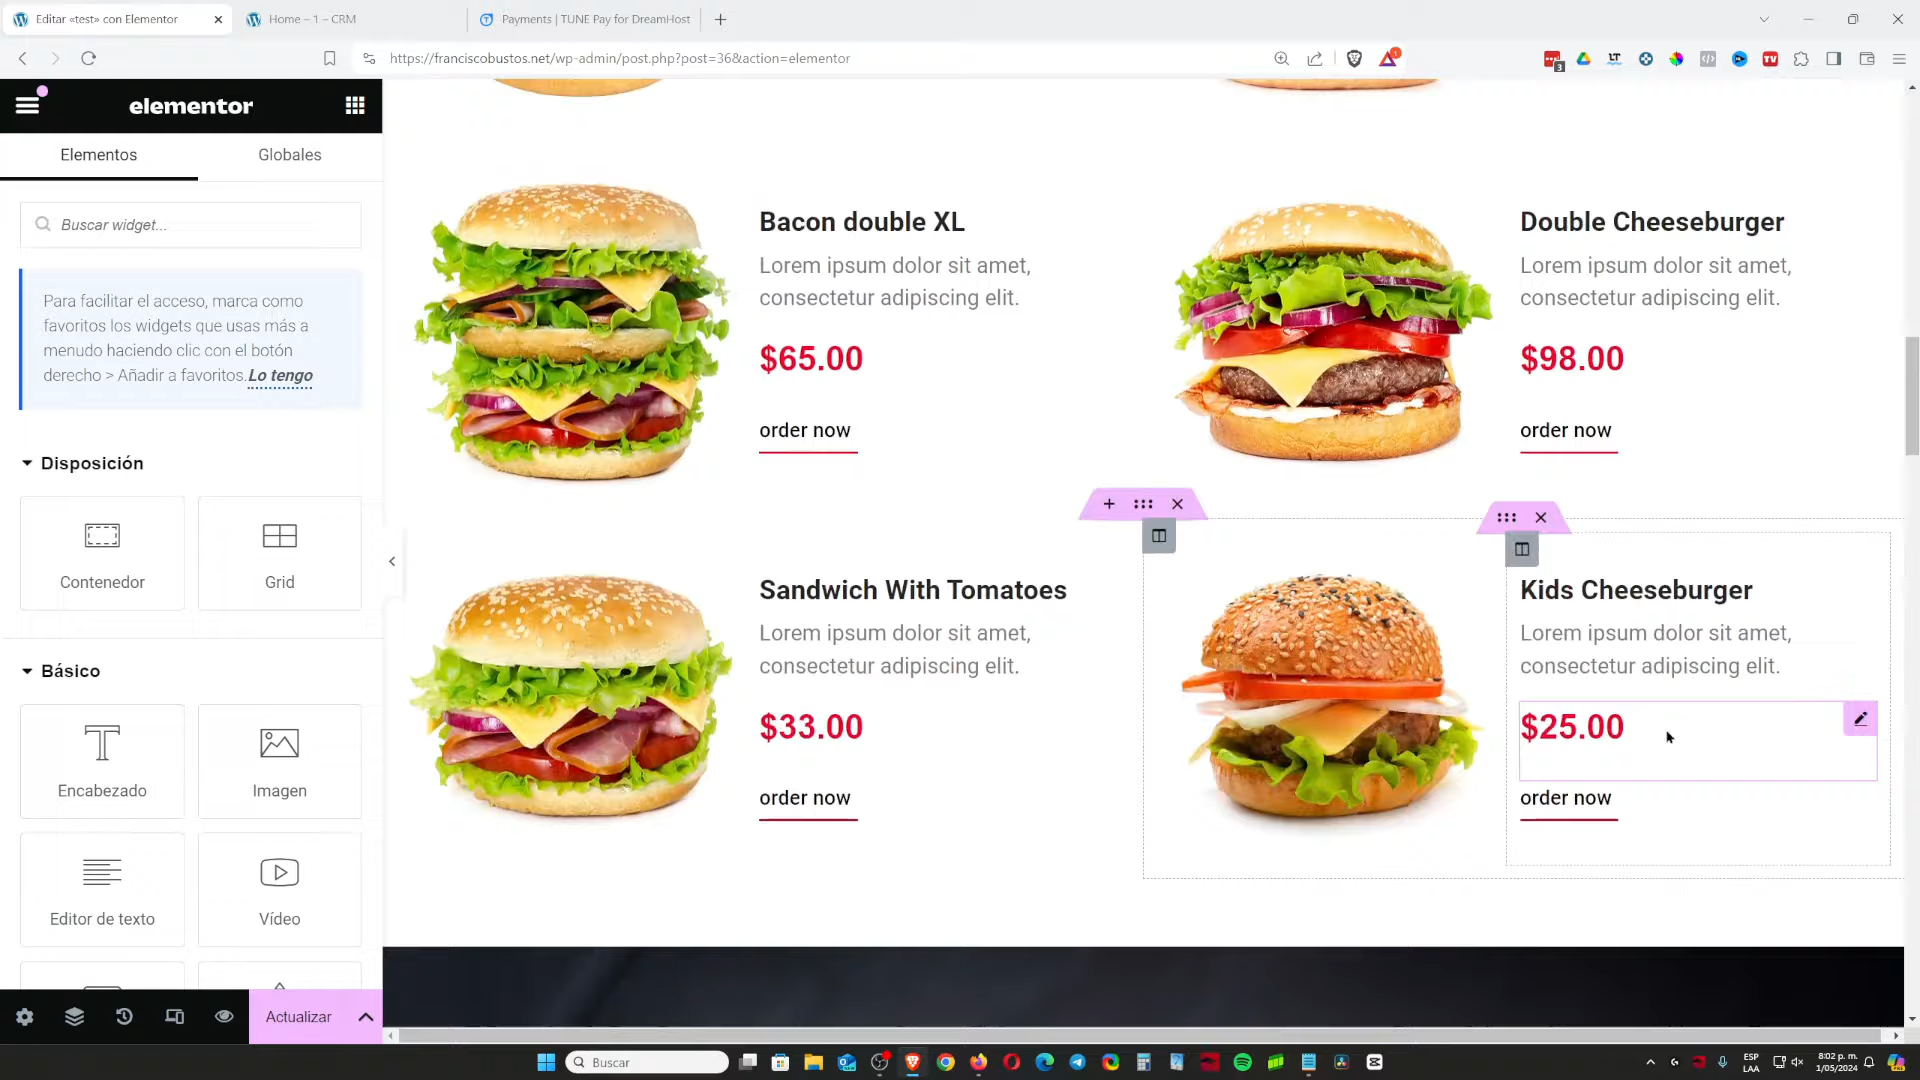 Editar «test» con Elementor
Home – 1 – CRM
Payments | TUNE Pay for DreamHost
https://franciscobustos.net/wp-admin/post.php?post=36&action=elementor
1
3
LT
TV
elementor
Elementos
Globales
Buscar widget...
Para facilitar el acceso, marca como
favoritos los widgets que usas más a
menudo haciendo clic con el botón
derecho > Añadir a favoritos.Lo tengo
Disposición
Contenedor
Grid
Básico
Encabezado
Imagen
Editor de texto
Vídeo
Actualizar
Bacon double XL
Lorem ipsum dolor sit amet,
consectetur adipiscing elit.
$65.00
order now
Double Cheeseburger
Lorem ipsum dolor sit amet,
consectetur adipiscing elit.
$98.00
order now
Sandwich With Tomatoes
Lorem ipsum dolor sit amet,
consectetur adipiscing elit.
$33.00
order now
Kids Cheeseburger
Lorem ipsum dolor sit amet,
consectetur adipiscing elit.
$25.00
order now
Buscar
ESP
LAA
8:02 p. m.
1/05/2024